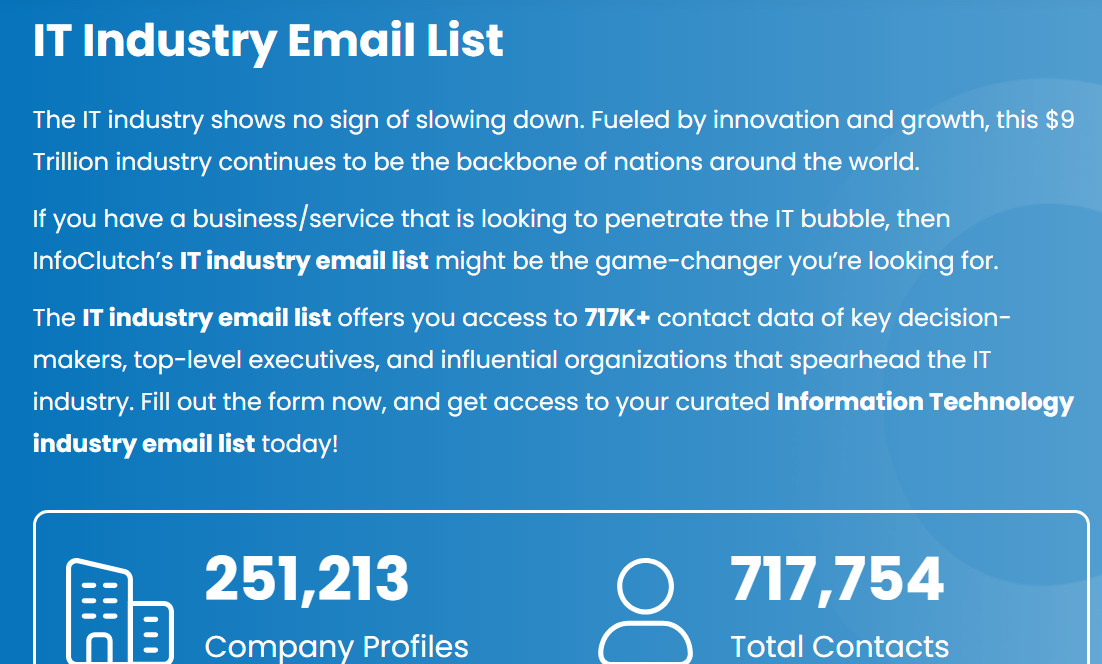 IT Industry Email List
The IT industry shows no sign of slowing down. Fueled by innovation and growth, this $9
Trillion industry continues to be the backbone of nations around the world.
If you have a business/service that is looking to penetrate the IT bubble, then
InfoClutch’s IT industry email list might be the game-changer you’re looking for.
The IT industry email list offers you access to 717K+ contact data of key decision-
makers, top-level executives, and influential organizations that spearhead the IT
industry. Fill out the form now, and get access to your curated Information Technology
industry email list today!
251,213
Company Profiles
717,754
Total Contacts